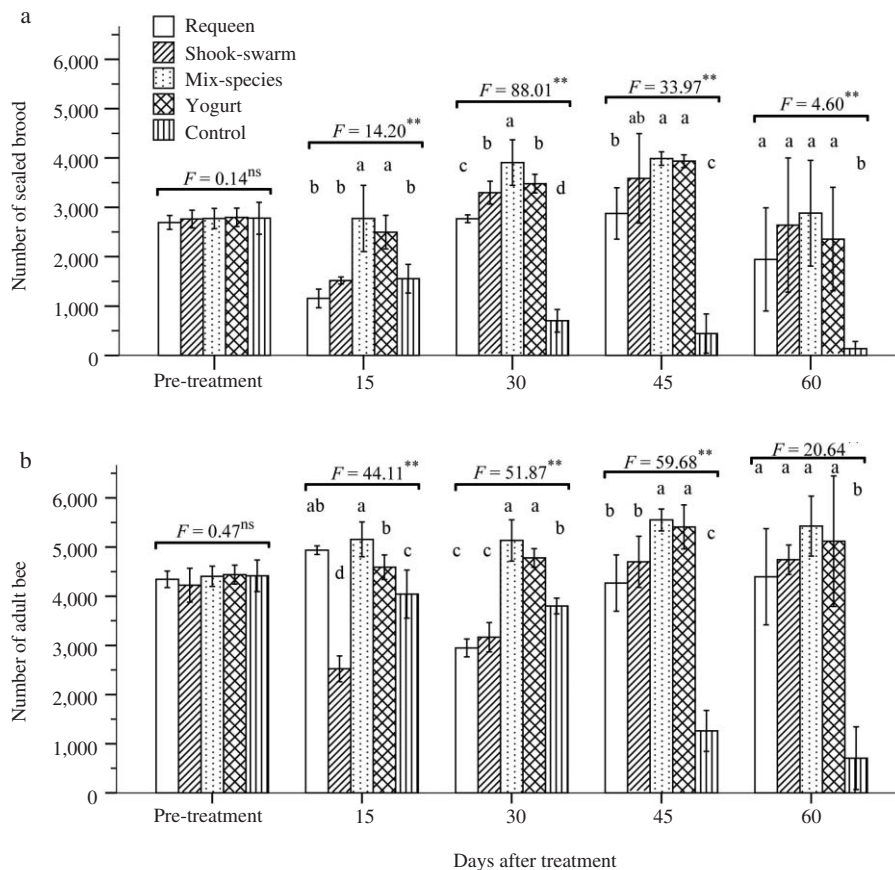 a
Requeen
Shook-swarm
Mix-species
Yogurt
Control
Number of sealed brood
6,000
5,000
4,000
3,000
2,000
1,000
0
F = 0.14ns
F = 14.20**
b b a a b
F = 88.01**
c b a b d
F = 33.97**
b ab a a c
F = 4.60**
a a a a b
Pre-treatment 15 30 45 60
b
Number of adult bee
6,000
5,000
4,000
3,000
2,000
1,000
0
F = 0.47ns
F = 44.11**
ab d a b c
F = 51.87**
c c a a b
F = 59.68**
b b a a c
F = 20.64**
a a a a b
Pre-treatment 15 30 45 60
Days after treatment